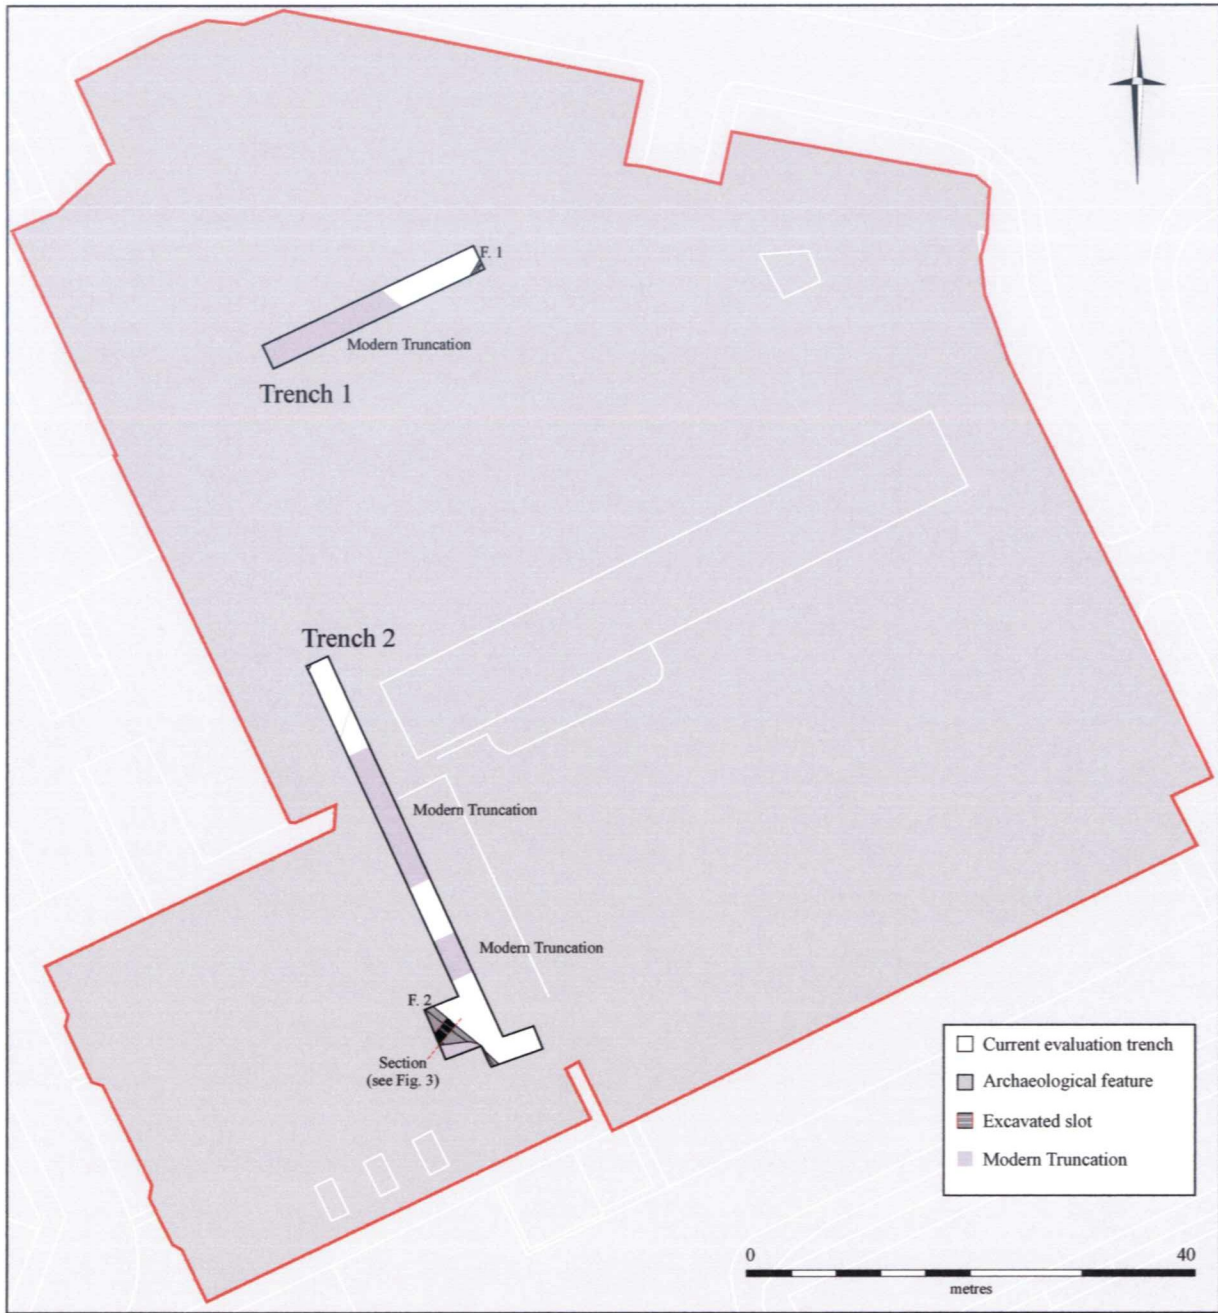 F. 1
Modern Truncation
Trench 1
Trench 2
Modern Truncation
Modern Truncation
F. 2
Section
(see Fig. 3)
Current evaluation trench
Archaeological feature
Excavated slot
Modern Truncation
0 40
metres